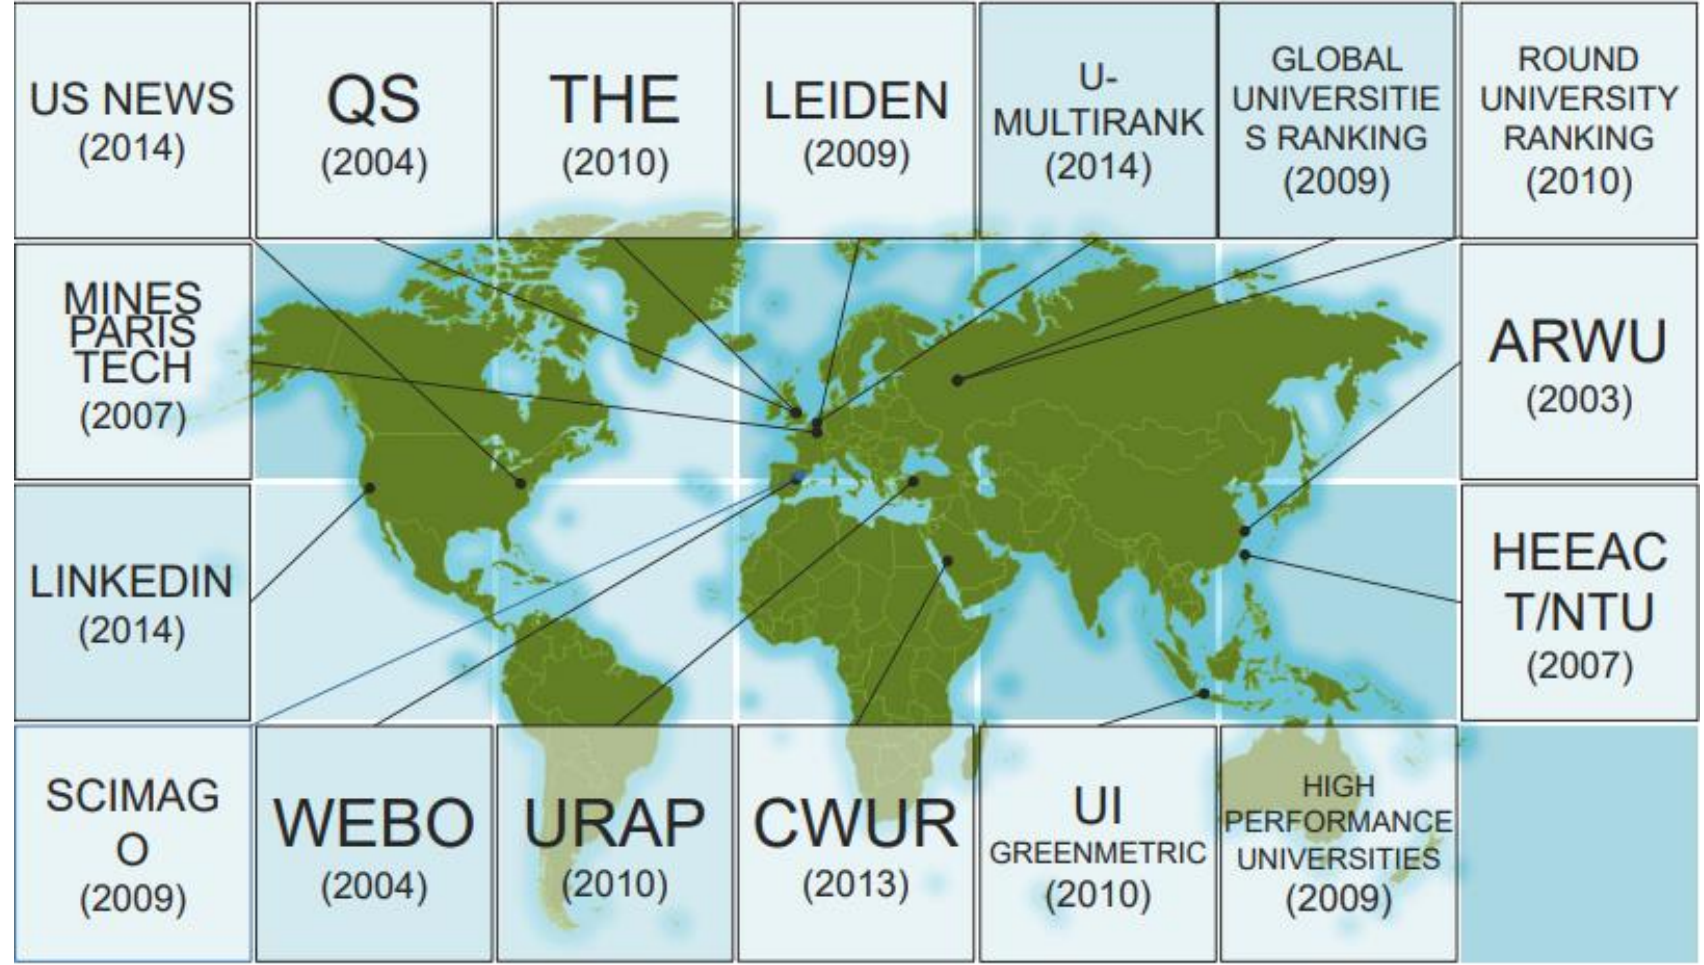 US NEWS
(2014)
QS
(2004)
THE
(2010)
LEIDEN
(2009)
U-
MULTIRANK
(2014)
GLOBAL
UNIVERSITIE
S RANKING
(2009)
ROUND
UNIVERSITY
RANKING
(2010)
MINES
PARIS
TECH
(2007)
ARWU
(2003)
LINKEDIN
(2014)
HEEAC
T/NTU
(2007)
SCIMAG
O
(2009)
WEBO
(2004)
URAP
(2010)
CWUR
(2013)
UI
GREENMETRIC
(2010)
HIGH
PERFORMANCE
UNIVERSITIES
(2009)